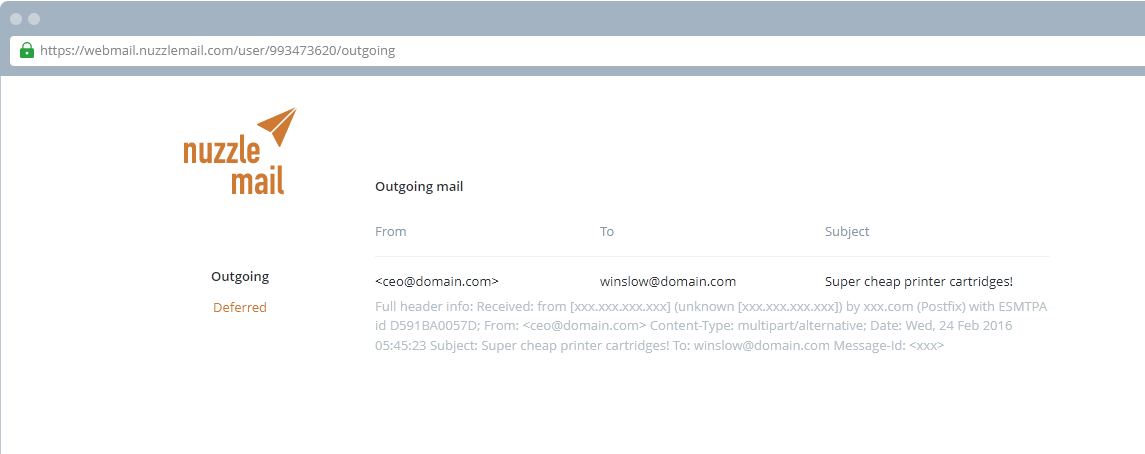 https://webmail.nuzzlemail.com/user/993473620/outgoing
nuzzle
mail
Outgoing mail
From To Subject
Outgoing
Deferred
<ceo@domain.com> winslow@domain.com Super cheap printer cartridges!
Full header info: Received: from [xxx.xxx.xxx.xxx] (unknown [xxx.xxx.xxx.xxx]) by xxx.com (Postfix) with ESMTPA
id D591BA0057D; From: <ceo@domain.com> Content-Type: multipart/alternative; Date: Wed, 24 Feb 2016
05:45:23 Subject: Super cheap printer cartridges! To: winslow@domain.com Message-Id: <xxx>